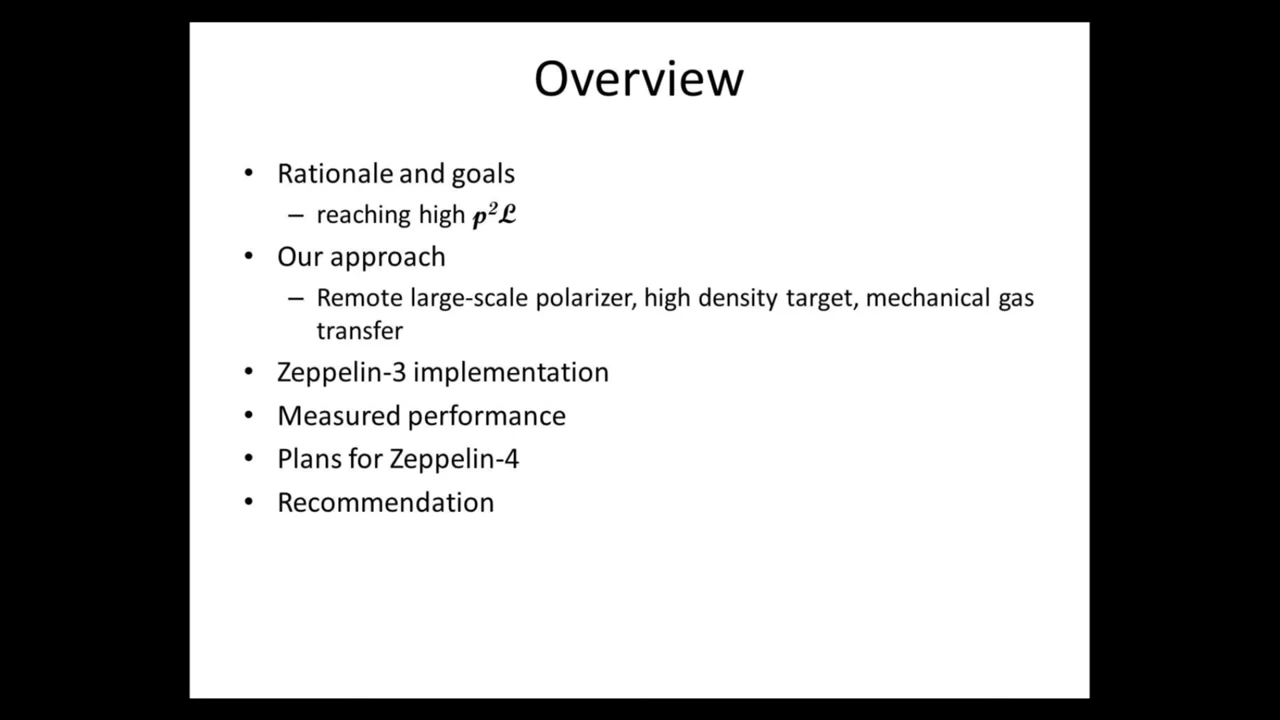 Overview
• Rationale and goals
– reaching high 𝓹²𝓛
• Our approach
– Remote large-scale polarizer, high density target, mechanical gas
transfer
• Zeppelin-3 implementation
• Measured performance
• Plans for Zeppelin-4
• Recommendation